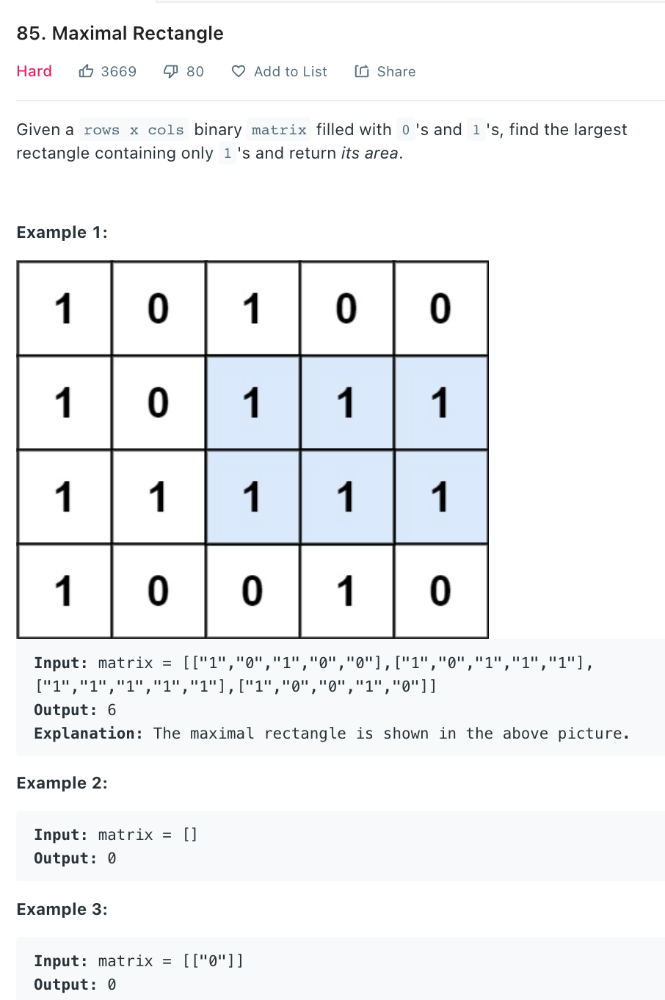 85. Maximal Rectangle
Hard 3669 80 Add to List Share
Given a rows x cols binary matrix filled with 0 's and 1 's, find the largest
rectangle containing only 1 's and return its area.
Example 1:
1 0 1 0 0
1 0 1 1 1
1 1 1 1 1
1 0 0 1 0
Input: matrix = [["1","0","1","0","0"],["1","0","1","1","1"],
["1","1","1","1","1"],["1","0","0","1","0"]]
Output: 6
Explanation: The maximal rectangle is shown in the above picture.
Example 2:
Input: matrix = []
Output: 0
Example 3:
Input: matrix = [["0"]]
Output: 0